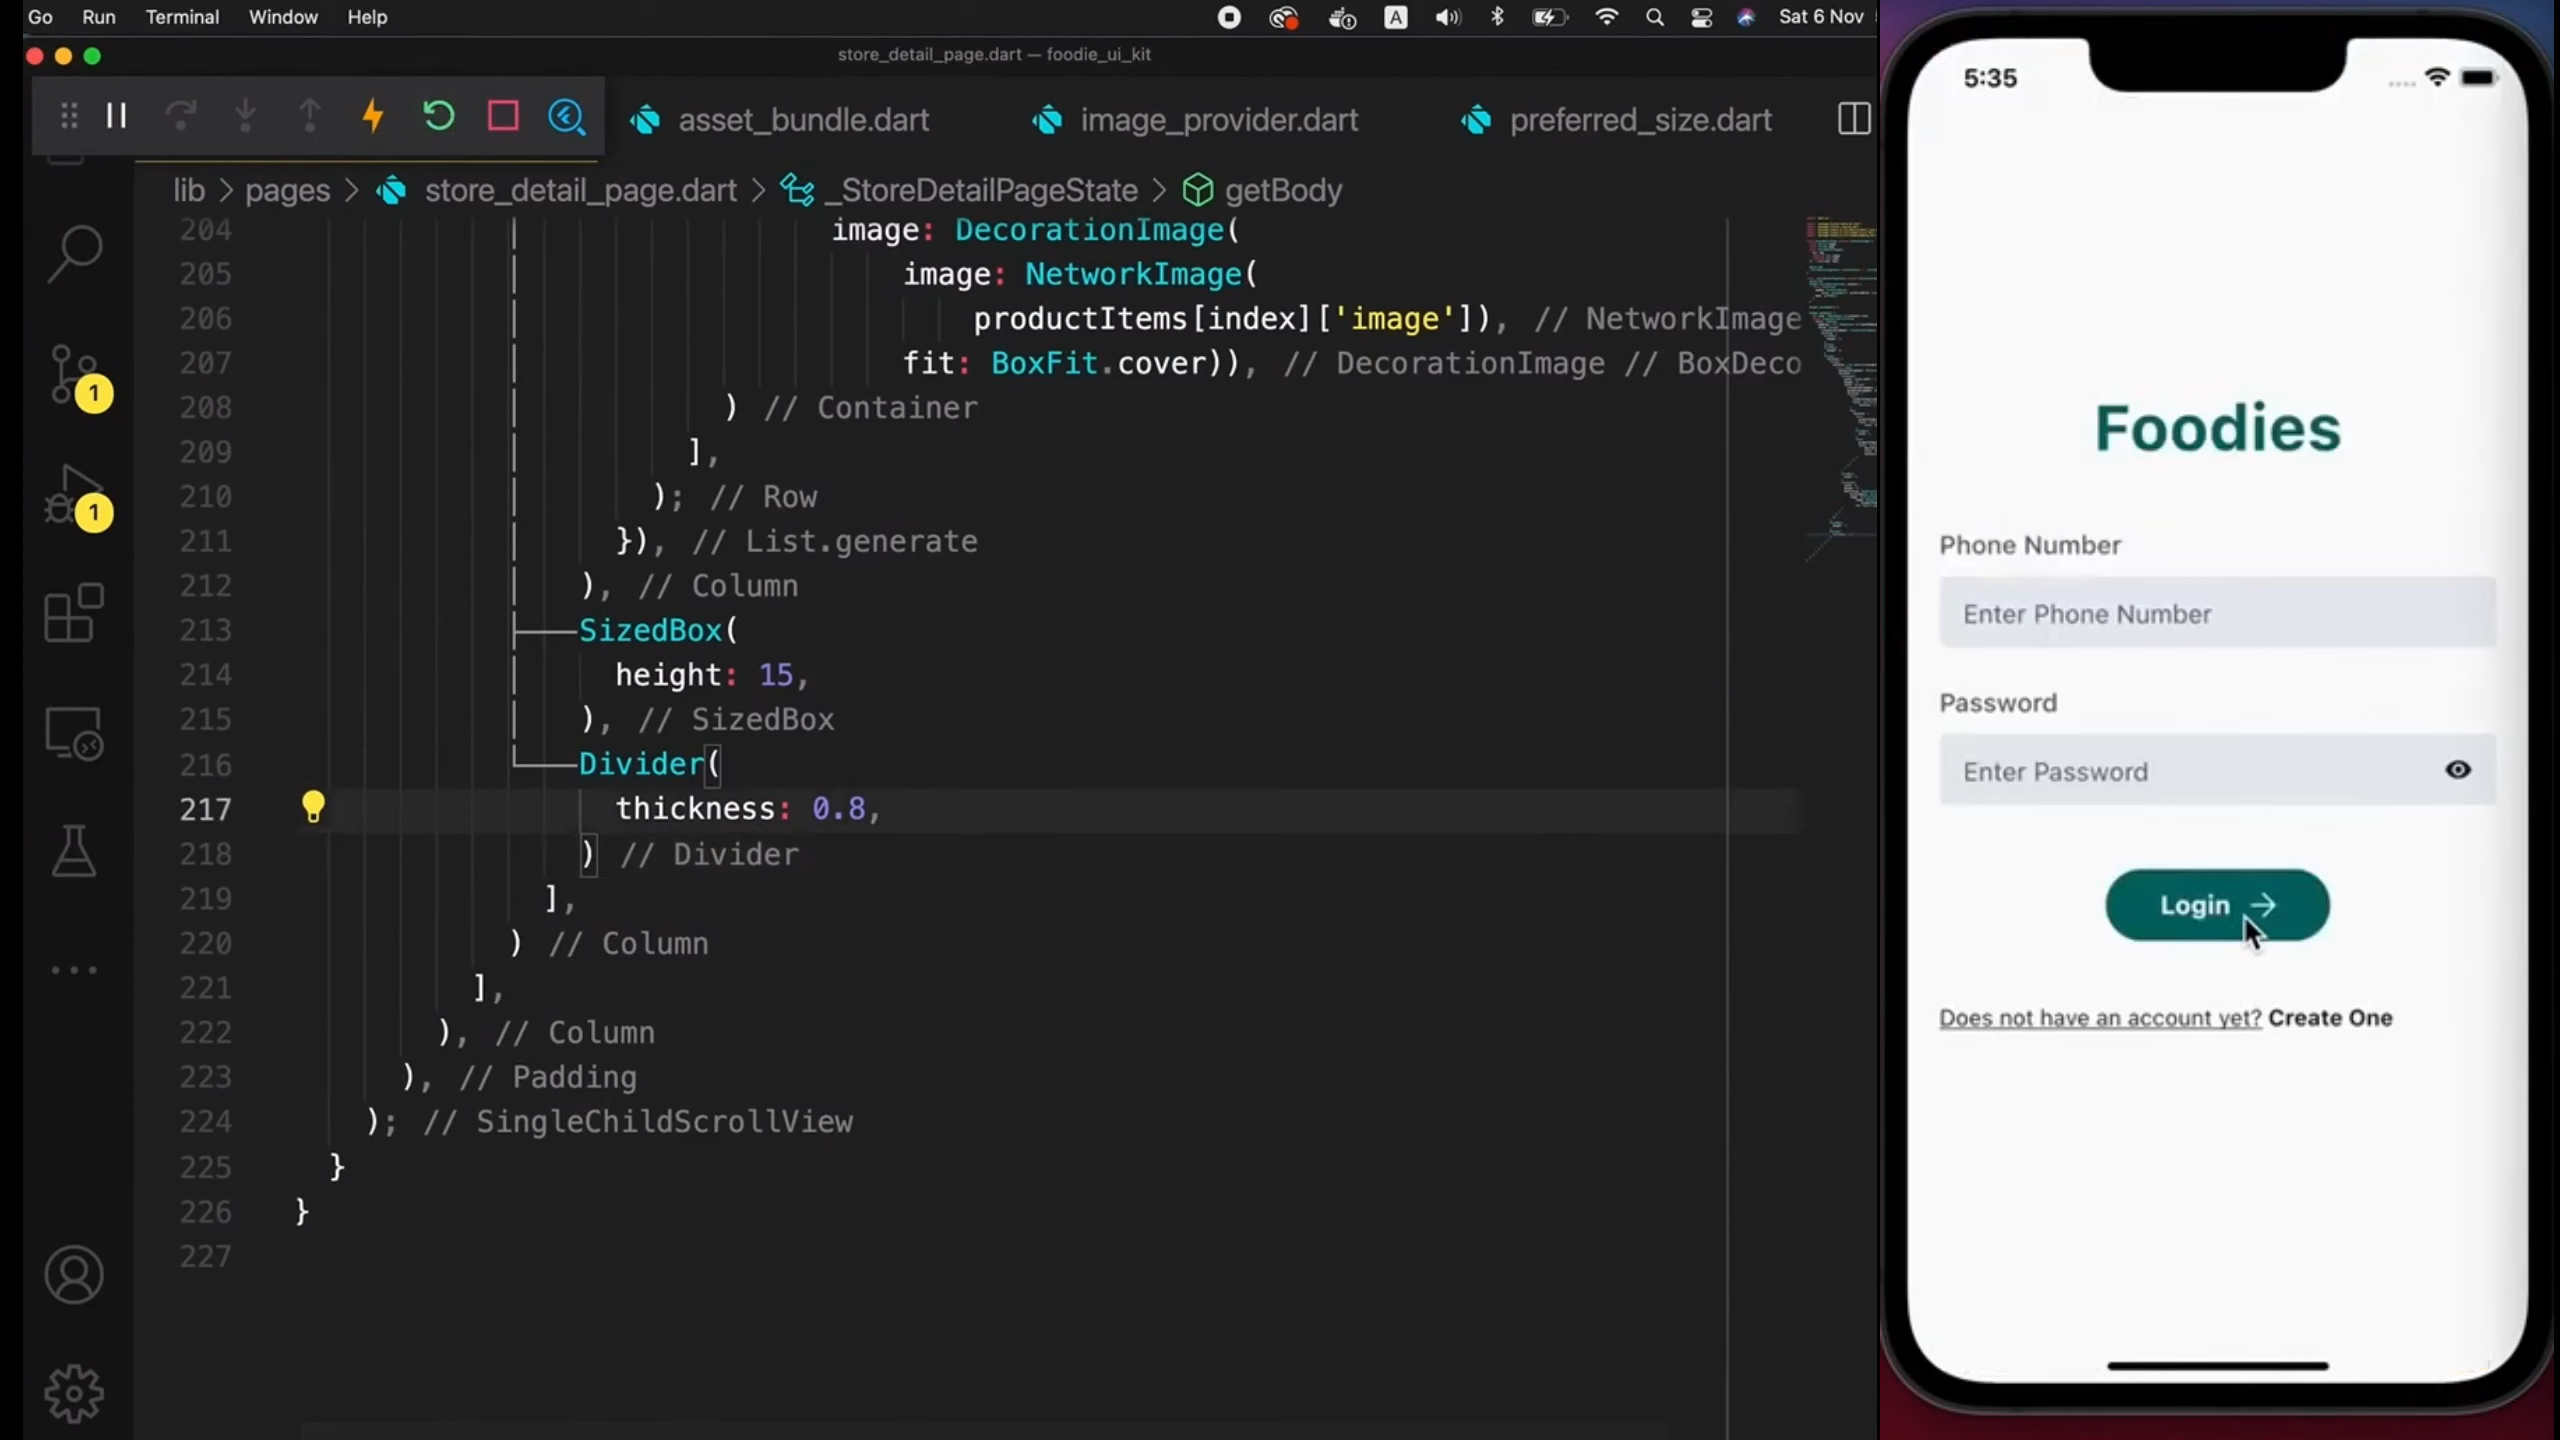 Go Run Terminal Window Help A Sat 6 Nov
store_detail_page.dart — foodie_ui_kit
asset_bundle.dart image_provider.dart preferred_size.dart
lib > pages > store_detail_page.dart > _StoreDetailPageState > getBody
204 image: DecorationImage(
205 image: NetworkImage(
206 productItems[index]['image']), // NetworkImage
207 fit: BoxFit.cover)), // DecorationImage // BoxDeco
208 ) // Container
209 ],
210 ); // Row
211 }), // List.generate
212 ), // Column
213 SizedBox(
214 height: 15,
215 ), // SizedBox
216 Divider(
217 thickness: 0.8,
218 ) // Divider
219 ],
220 ) // Column
221 ],
222 ), // Column
223 ), // Padding
224 ); // SingleChildScrollView
225 }
226 }
227
1
1
5:35
Foodies
Phone Number
Enter Phone Number
Password
Enter Password
Login
Does not have an account yet? Create One